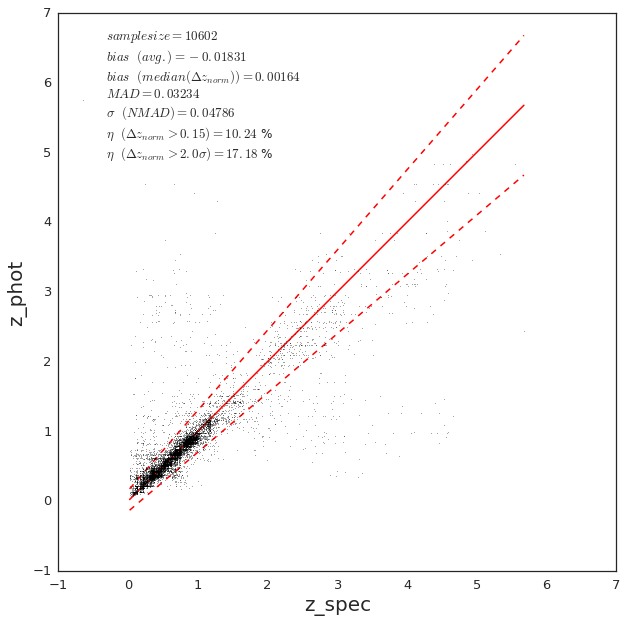 samplesize = 10602
bias (avg.) = −0.01831
bias (median(Δz_norm)) = 0.00164
MAD = 0.03234
σ (NMAD) = 0.04786
η (Δz_norm > 0.15) = 10.24 %
η (Δz_norm > 2.0σ) = 17.18 %
7
6
5
4
3
2
1
0
−1
z_phot
−1 0 1 2 3 4 5 6 7
z_spec